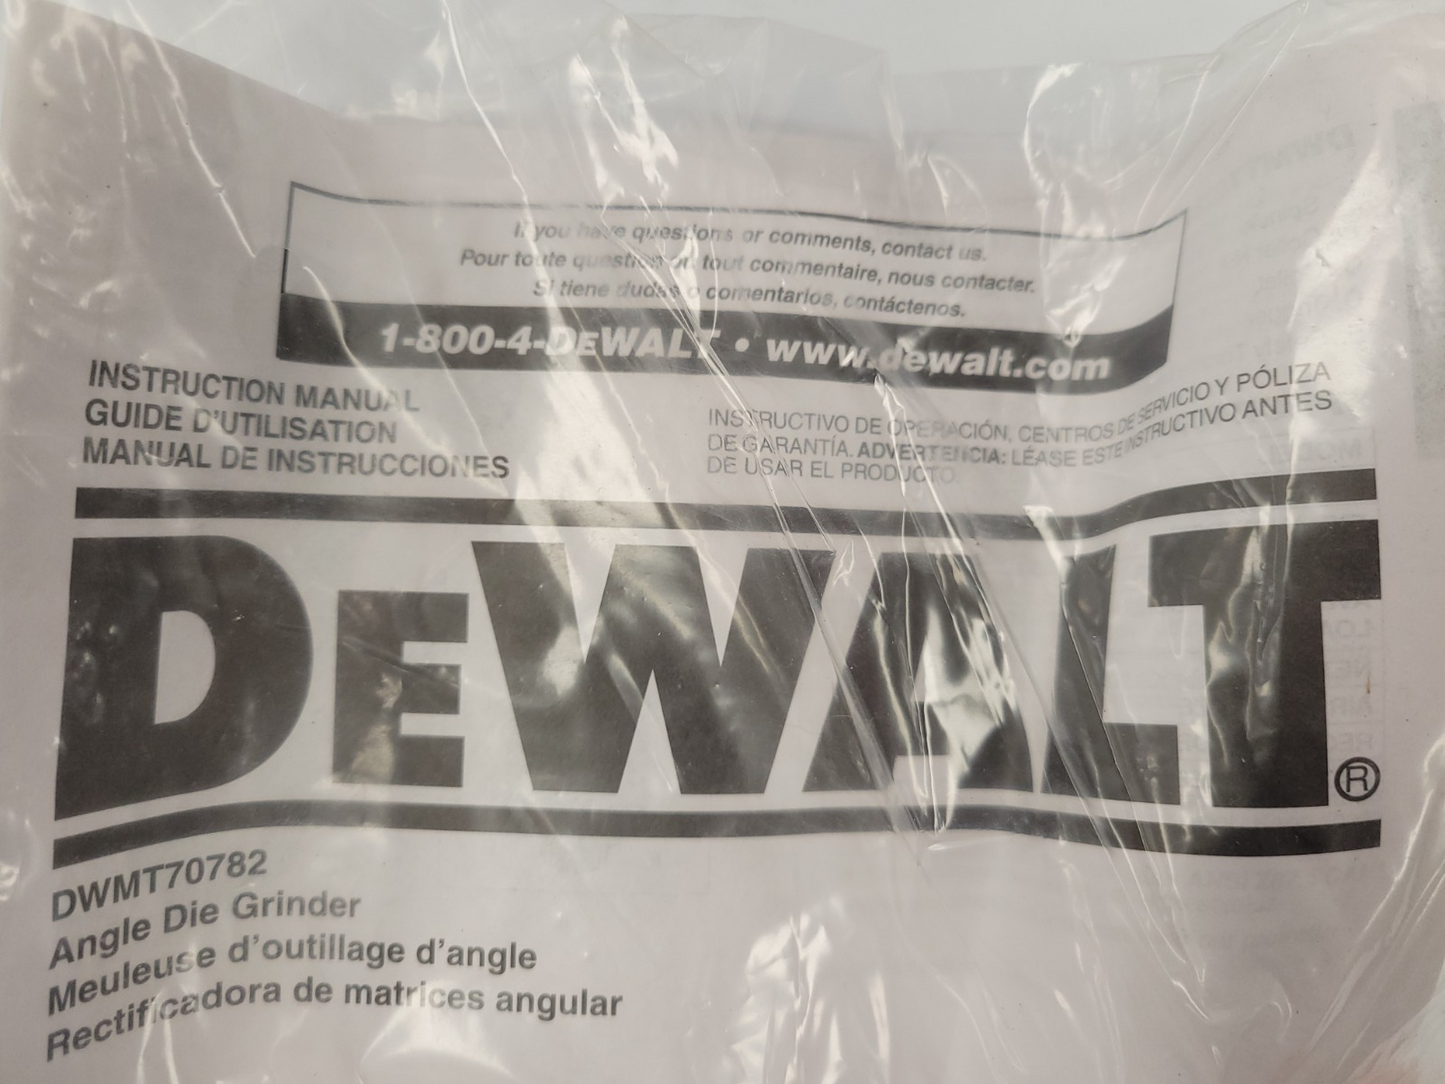 If you have questions or comments, contact us.
Pour toute question ou tout commentaire, nous contacter.
Si tiene dudas o comentarios, contáctenos.
1-800-4-DEWALT • www.dewalt.com
INSTRUCTION MANUAL
GUIDE D'UTILISATION
MANUAL DE INSTRUCCIONES
INSTRUCTIVO DE OPERACIÓN, CENTROS DE SERVICIO Y PÓLIZA
DE GARANTÍA. ADVERTENCIA: LÉASE ESTE INSTRUCTIVO ANTES
DE USAR EL PRODUCTO.
DEWALT®
DWMT70782
Angle Die Grinder
Meuleuse d'outillage d'angle
Rectificadora de matrices angular